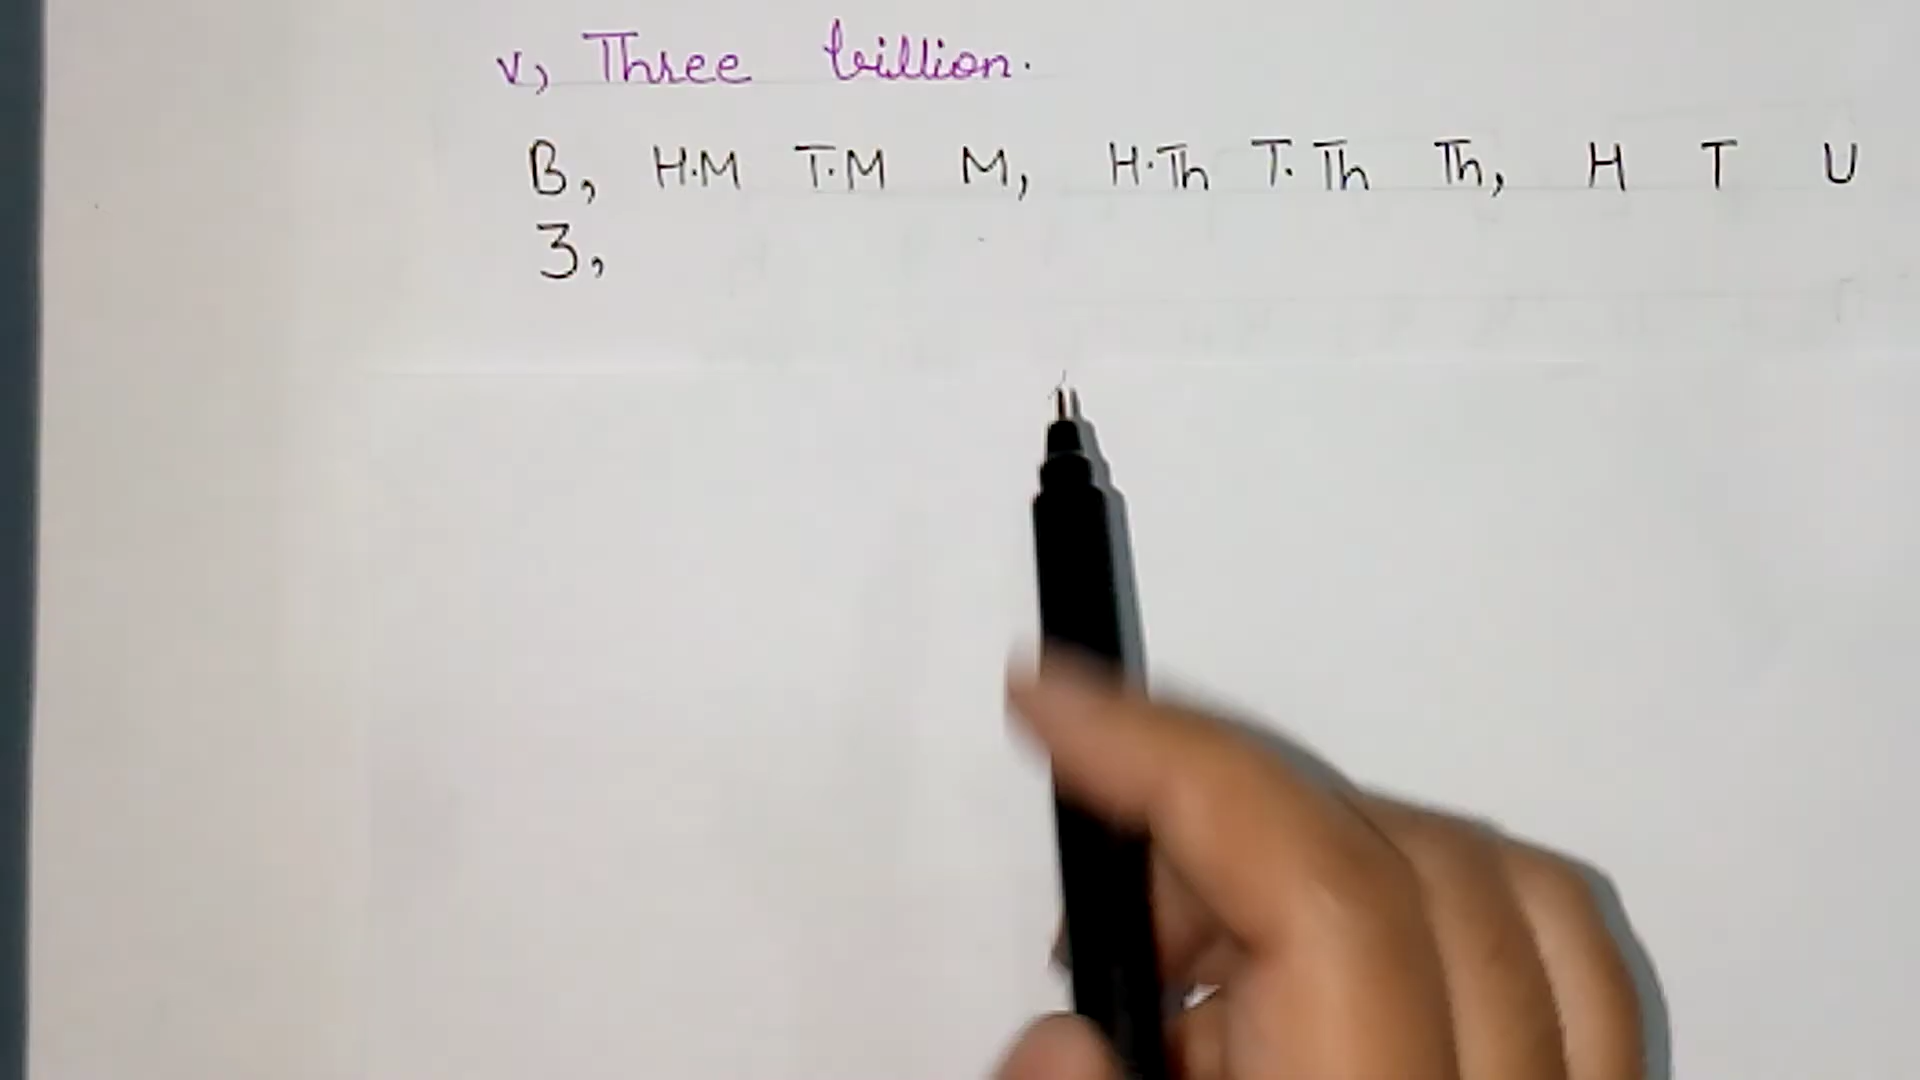 v, Three billion.
B, H.M T.M M, H.Th T.Th Th, H T U
3,